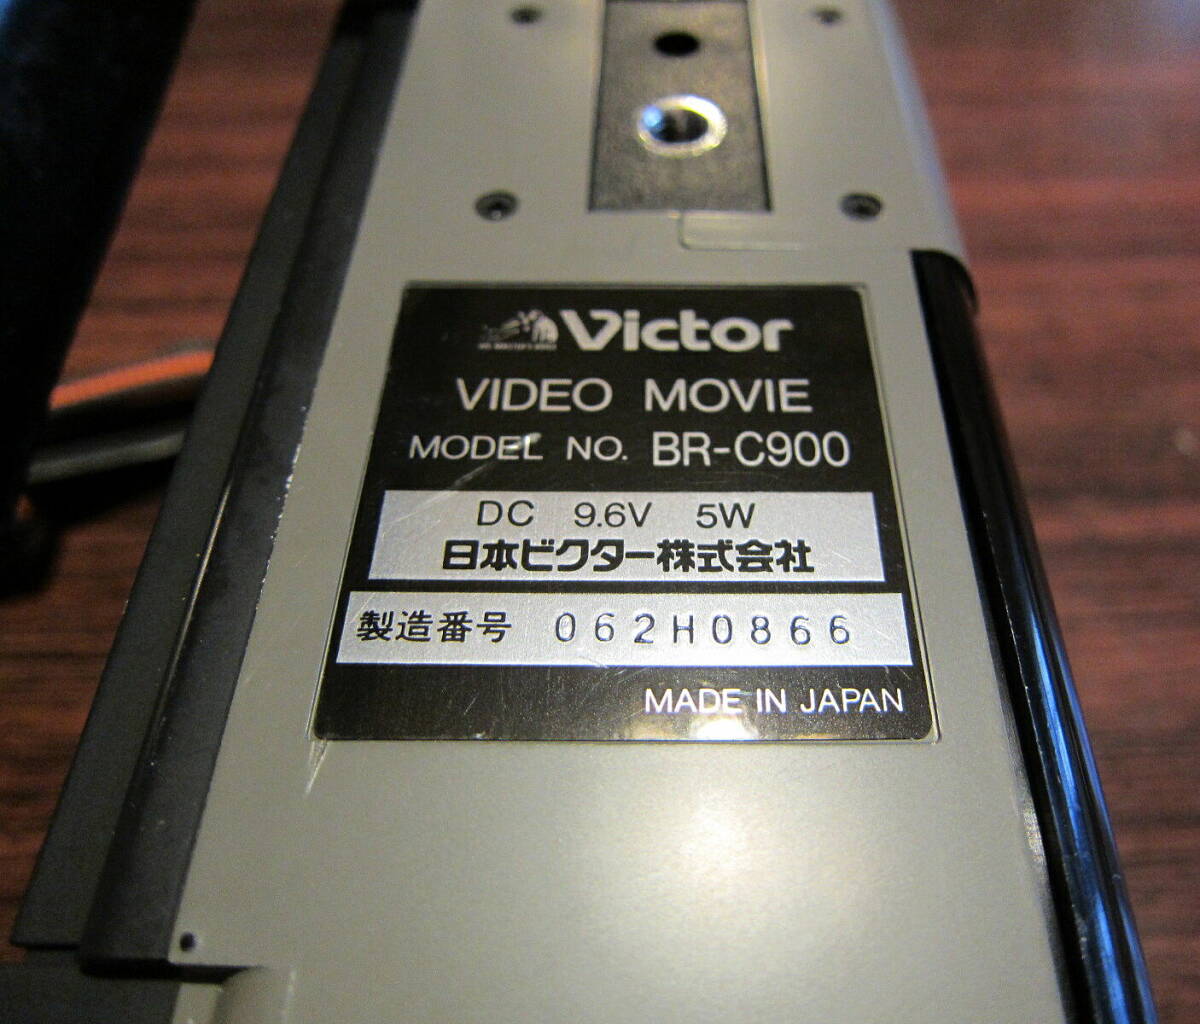 Victor
VIDEO MOVIE
MODEL NO. BR-C900
DC 9.6V 5W
日本ビクター株式会社
製造番号 062H0866
MADE IN JAPAN